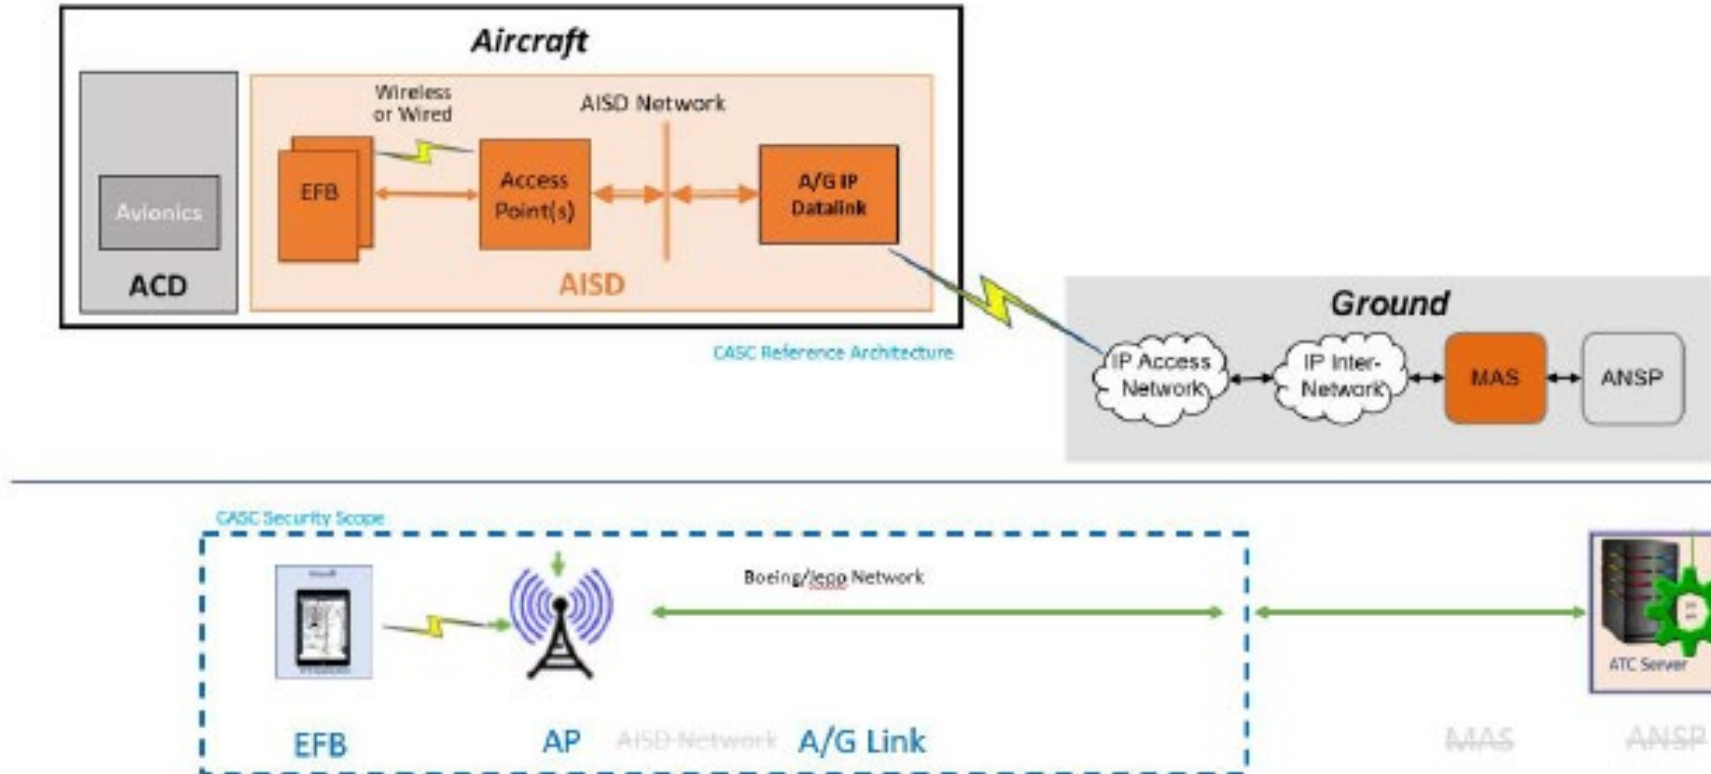 Aircraft
Wireless
or Wired
AISD Network
EFB
Access
Point(s)
A/G IP
Datalink
Avionics
ACD
AISD
CASC Reference Architecture
Ground
IP Access
Network
IP Inter-
Network
MAS
ANSP
CASC Security Scope
Boeing/Jepp Network
ATC Server
EFB
AP
AISD Network
A/G Link
MAS
ANSP